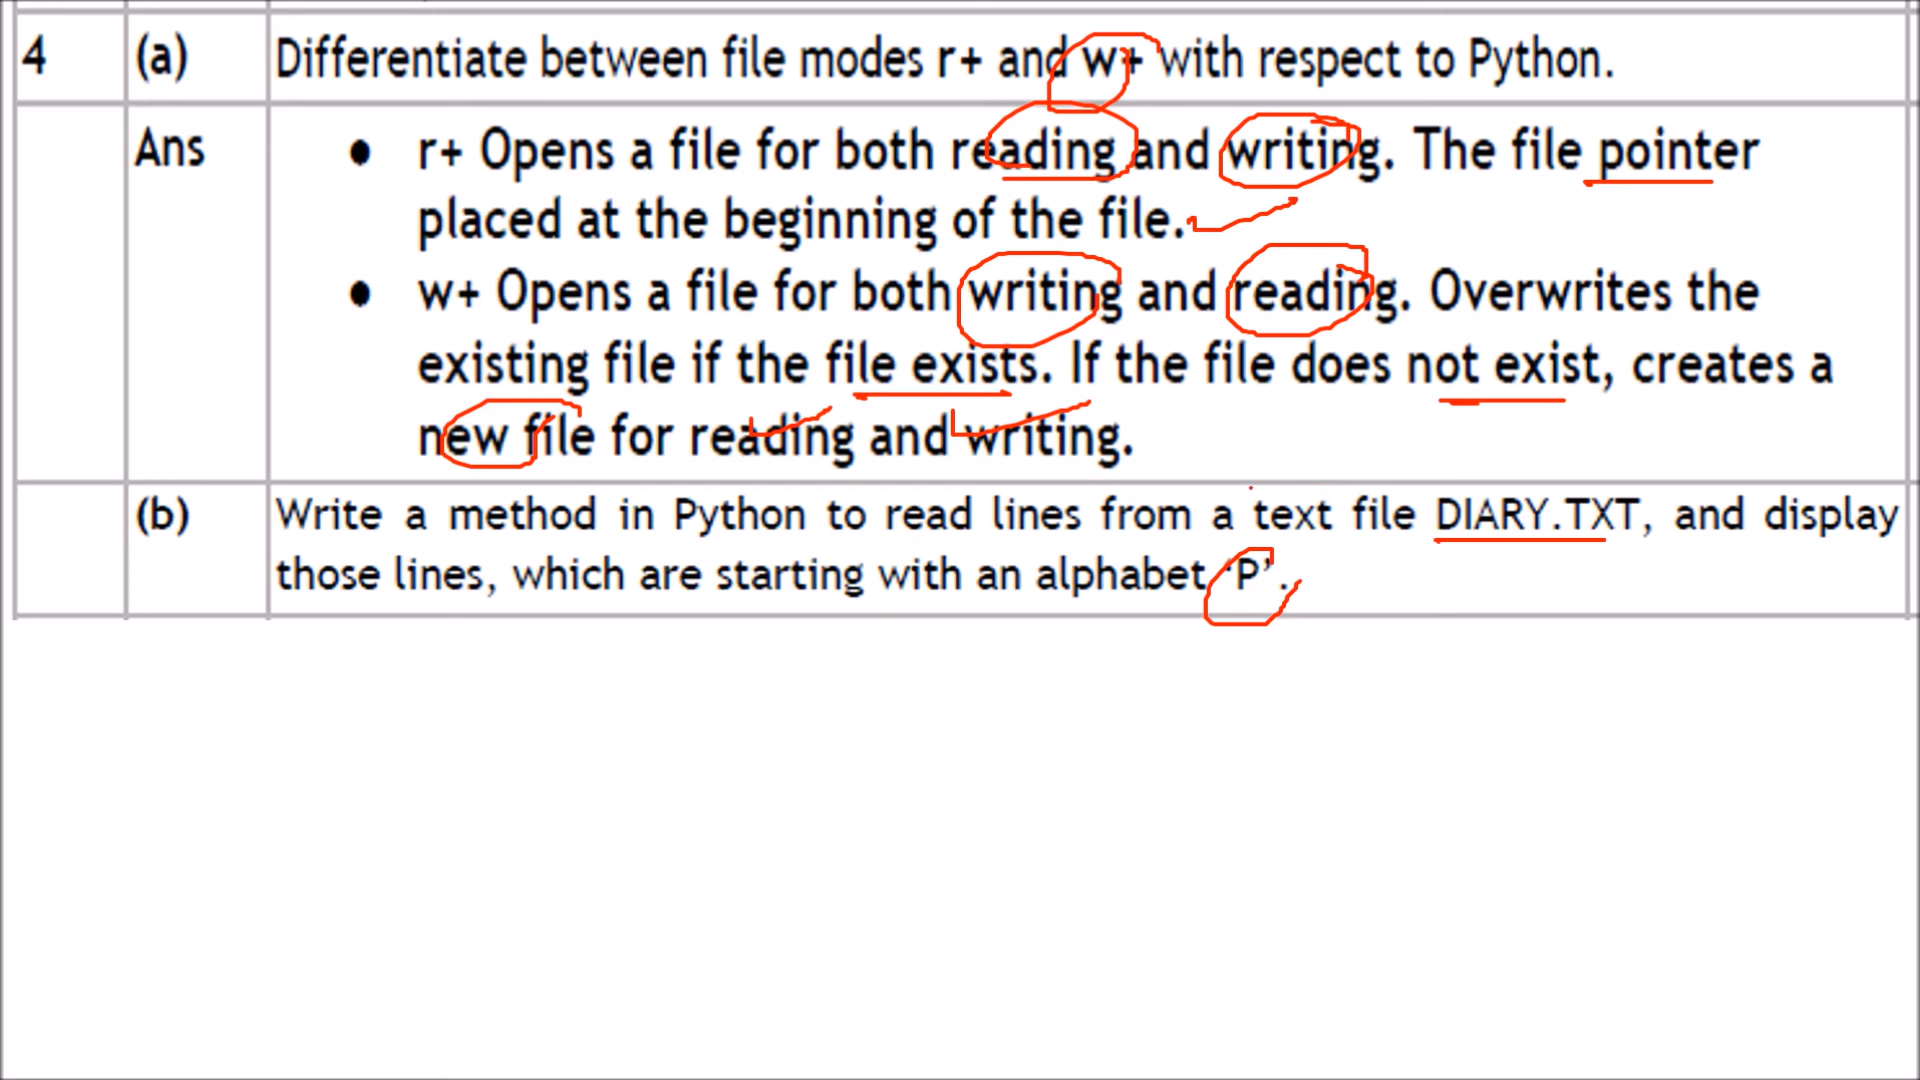 4 (a) Differentiate between file modes r+ and w+ with respect to Python.
Ans ● r+ Opens a file for both reading and writing. The file pointer
placed at the beginning of the file.
● w+ Opens a file for both writing and reading. Overwrites the
existing file if the file exists. If the file does not exist, creates a
new file for reading and writing.
(b) Write a method in Python to read lines from a text file DIARY.TXT, and display
those lines, which are starting with an alphabet ‘P’.